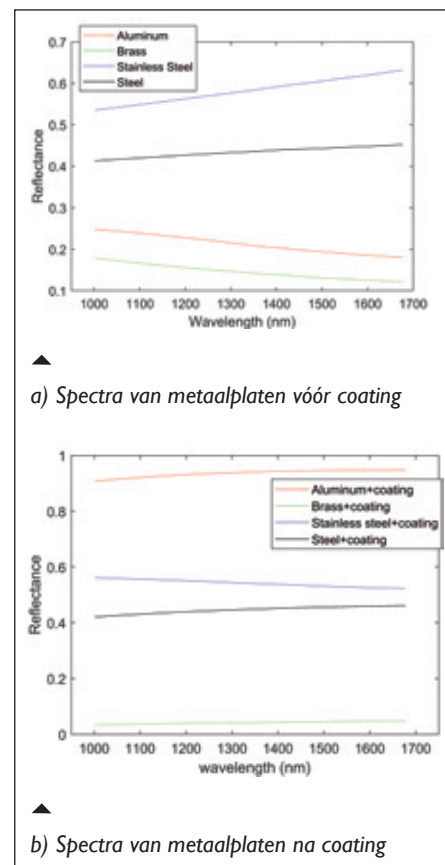 Aluminum
Brass
Stainless Steel
Steel
0.7
0.6
0.5
0.4
0.3
0.2
0.1
Reflectance
1000 1100 1200 1300 1400 1500 1600 1700
Wavelength (nm)
a) Spectra van metaalplaten vóór coating
1
0.8
0.6
0.4
0.2
0
Reflectance
Aluminum+coating
Brass+coating
Stainless steel+coating
Steel+coating
1000 1100 1200 1300 1400 1500 1600 1700
wavelength (nm)
b) Spectra van metaalplaten na coating